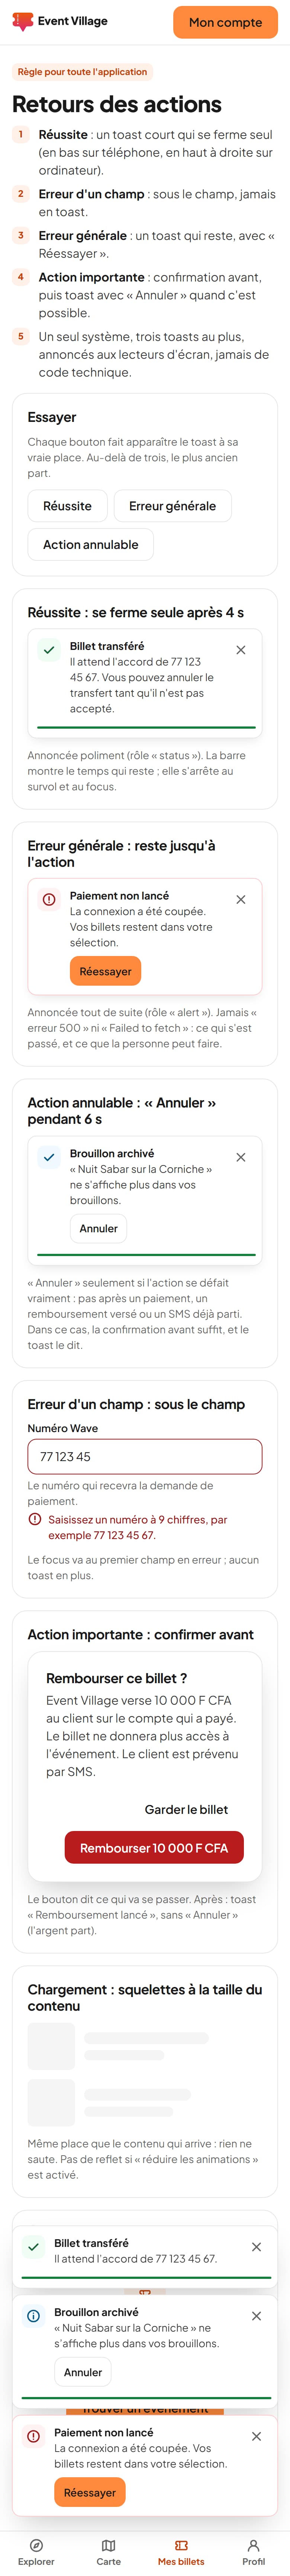 Event Village
Mon compte
Règle pour toute l'application
Retours des actions
1 Réussite : un toast court qui se ferme seul
(en bas sur téléphone, en haut à droite sur
ordinateur).
2 Erreur d'un champ : sous le champ, jamais
en toast.
3 Erreur générale : un toast qui reste, avec «
Réessayer ».
4 Action importante : confirmation avant,
puis toast avec « Annuler » quand c'est
possible.
5 Un seul système, trois toasts au plus,
annoncés aux lecteurs d'écran, jamais de
code technique.
Essayer
Chaque bouton fait apparaître le toast à sa
vraie place. Au-delà de trois, le plus ancien
part.
Réussite
Erreur générale
Action annulable
Réussite : se ferme seule après 4 s
Billet transféré
Il attend l'accord de 77 123
45 67. Vous pouvez annuler le
transfert tant qu'il n'est pas
accepté.
Annoncée poliment (rôle « status »). La barre
montre le temps qui reste ; elle s'arrête au
survol et au focus.
Erreur générale : reste jusqu'à
l'action
Paiement non lancé
La connexion a été coupée.
Vos billets restent dans votre
sélection.
Réessayer
Annoncée tout de suite (rôle « alert »). Jamais «
erreur 500 » ni « Failed to fetch » : ce qui s'est
passé, et ce que la personne peut faire.
Action annulable : « Annuler »
pendant 6 s
Brouillon archivé
« Nuit Sabar sur la Corniche »
ne s'affiche plus dans vos
brouillons.
Annuler
« Annuler » seulement si l'action se défait
vraiment : pas après un paiement, un
remboursement versé ou un SMS déjà parti.
Dans ce cas, la confirmation avant suffit, et le
toast le dit.
Erreur d'un champ : sous le champ
Numéro Wave
77 123 45
Le numéro qui recevra la demande de
paiement.
Saisissez un numéro à 9 chiffres, par
exemple 77 123 45 67.
Le focus va au premier champ en erreur ; aucun
toast en plus.
Action importante : confirmer avant
Rembourser ce billet ?
Event Village verse 10 000 F CFA
au client sur le compte qui a payé.
Le billet ne donnera plus accès à
l'événement. Le client est prévenu
par SMS.
Garder le billet
Rembourser 10 000 F CFA
Le bouton dit ce qui va se passer. Après : toast
« Remboursement lancé », sans « Annuler »
(l'argent part).
Chargement : squelettes à la taille du
contenu
Même place que le contenu qui arrive : rien ne
saute. Pas de reflet si « réduire les animations »
est activé.
Billet transféré
Il attend l'accord de 77 123 45 67.
Brouillon archivé
« Nuit Sabar sur la Corniche » ne
s'affiche plus dans vos brouillons.
Annuler
Trouver un événement
Paiement non lancé
La connexion a été coupée. Vos
billets restent dans votre sélection.
Réessayer
Explorer
Carte
Mes billets
Profil